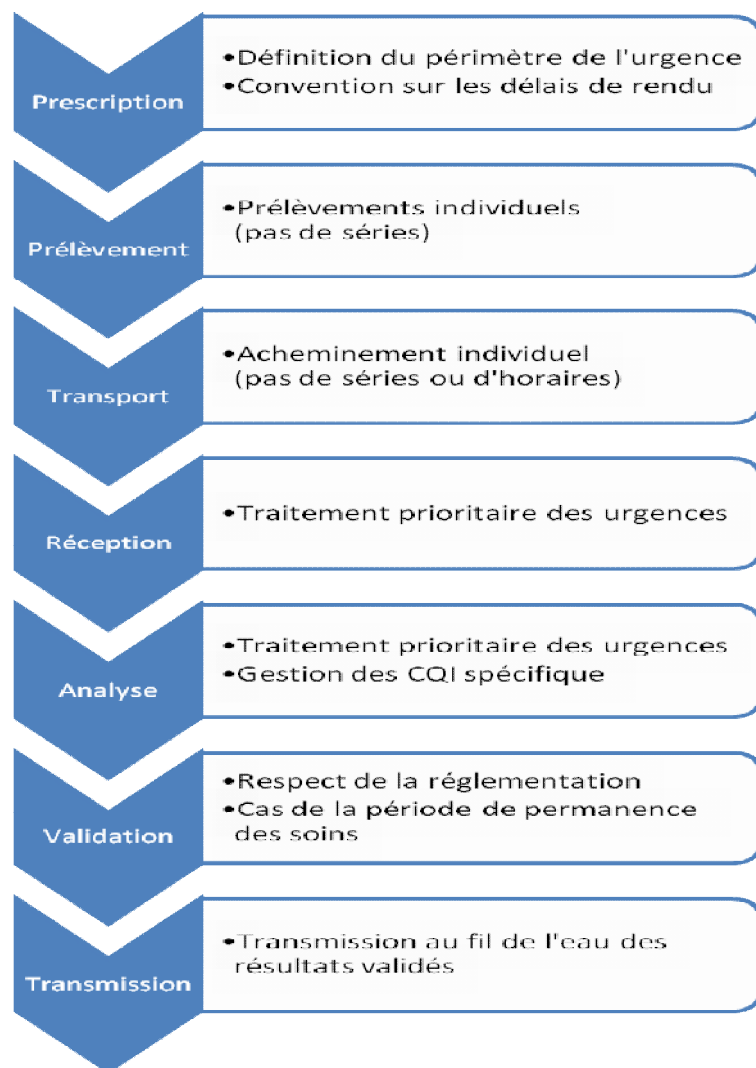 Prescription
•Définition du périmètre de l'urgence
•Convention sur les délais de rendu
Prélèvement
•Prélèvements individuels
(pas de séries)
Transport
•Acheminement individuel
(pas de séries ou d'horaires)
Réception
•Traitement prioritaire des urgences
Analyse
•Traitement prioritaire des urgences
•Gestion des CQI spécifique
Validation
•Respect de la réglementation
•Cas de la période de permanence
des soins
Transmission
•Transmission au fil de l'eau des
résultats validés